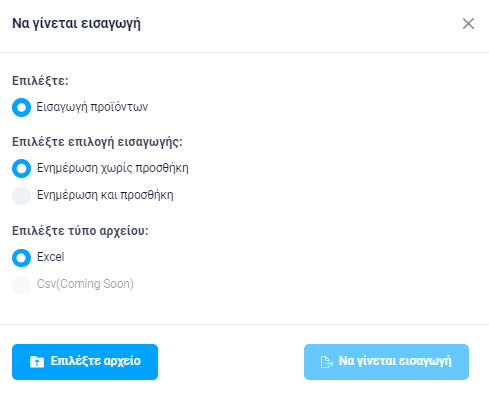 Να γίνεται εισαγωγή
Επιλέξτε:
Εισαγωγή προϊόντων
Επιλέξτε επιλογή εισαγωγής:
Ενημέρωση χωρίς προσθήκη
Ενημέρωση και προσθήκη
Επιλέξτε τύπο αρχείου:
Excel
Csv(Coming Soon)
Επιλέξτε αρχείο
Να γίνεται εισαγωγή